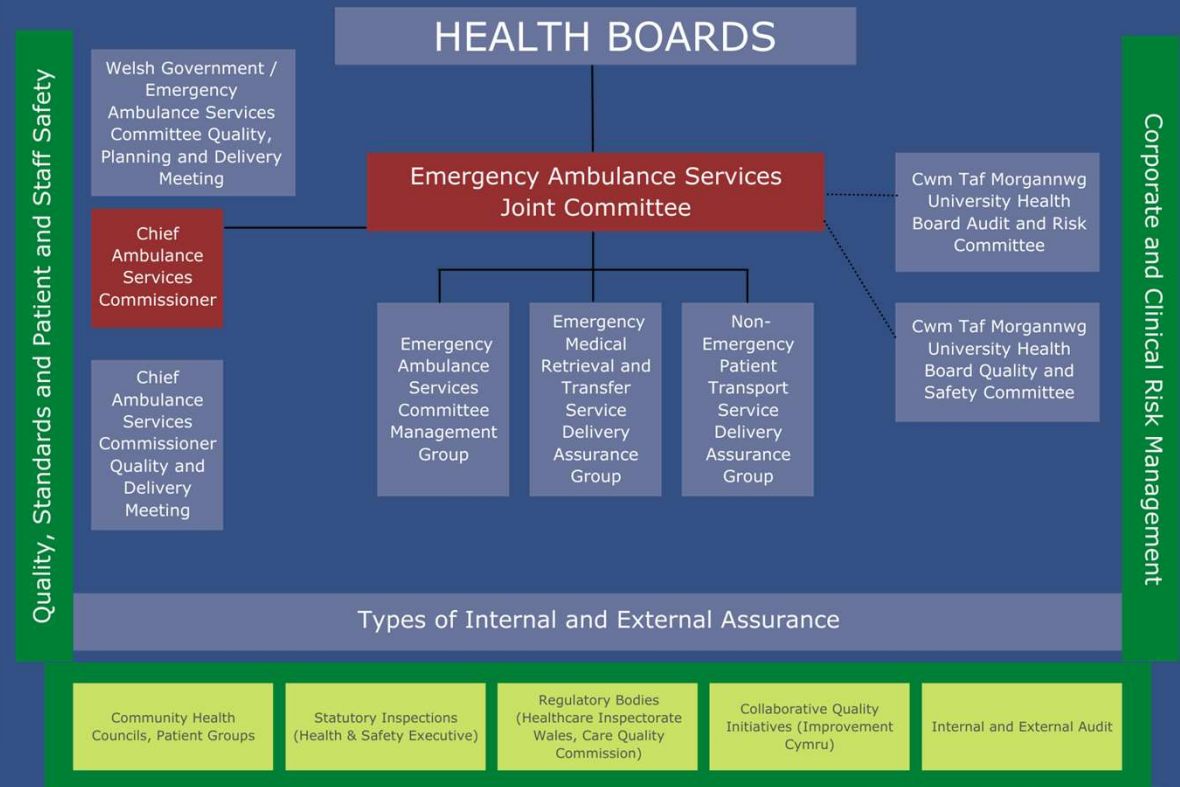 HEALTH BOARDS
Quality, Standards and Patient and Staff Safety
Welsh Government /
Emergency
Ambulance Services
Committee Quality,
Planning and Delivery
Meeting
Chief
Ambulance
Services
Commissioner
Chief
Ambulance
Services
Commissioner
Quality and
Delivery
Meeting
Emergency Ambulance Services
Joint Committee
Emergency
Ambulance
Services
Committee
Management
Group
Emergency
Medical
Retrieval and
Transfer
Service
Delivery
Assurance
Group
Non-
Emergency
Patient
Transport
Service
Delivery
Assurance
Group
Cwm Taf Morgannwg
University Health
Board Audit and Risk
Committee
Cwm Taf Morgannwg
University Health
Board Quality and
Safety Committee
Corporate and Clinical Risk Management
Types of Internal and External Assurance
Community Health
Councils, Patient Groups
Statutory Inspections
(Health & Safety Executive)
Regulatory Bodies
(Healthcare Inspectorate
Wales, Care Quality
Commission)
Collaborative Quality
Initiatives (Improvement
Cymru)
Internal and External Audit